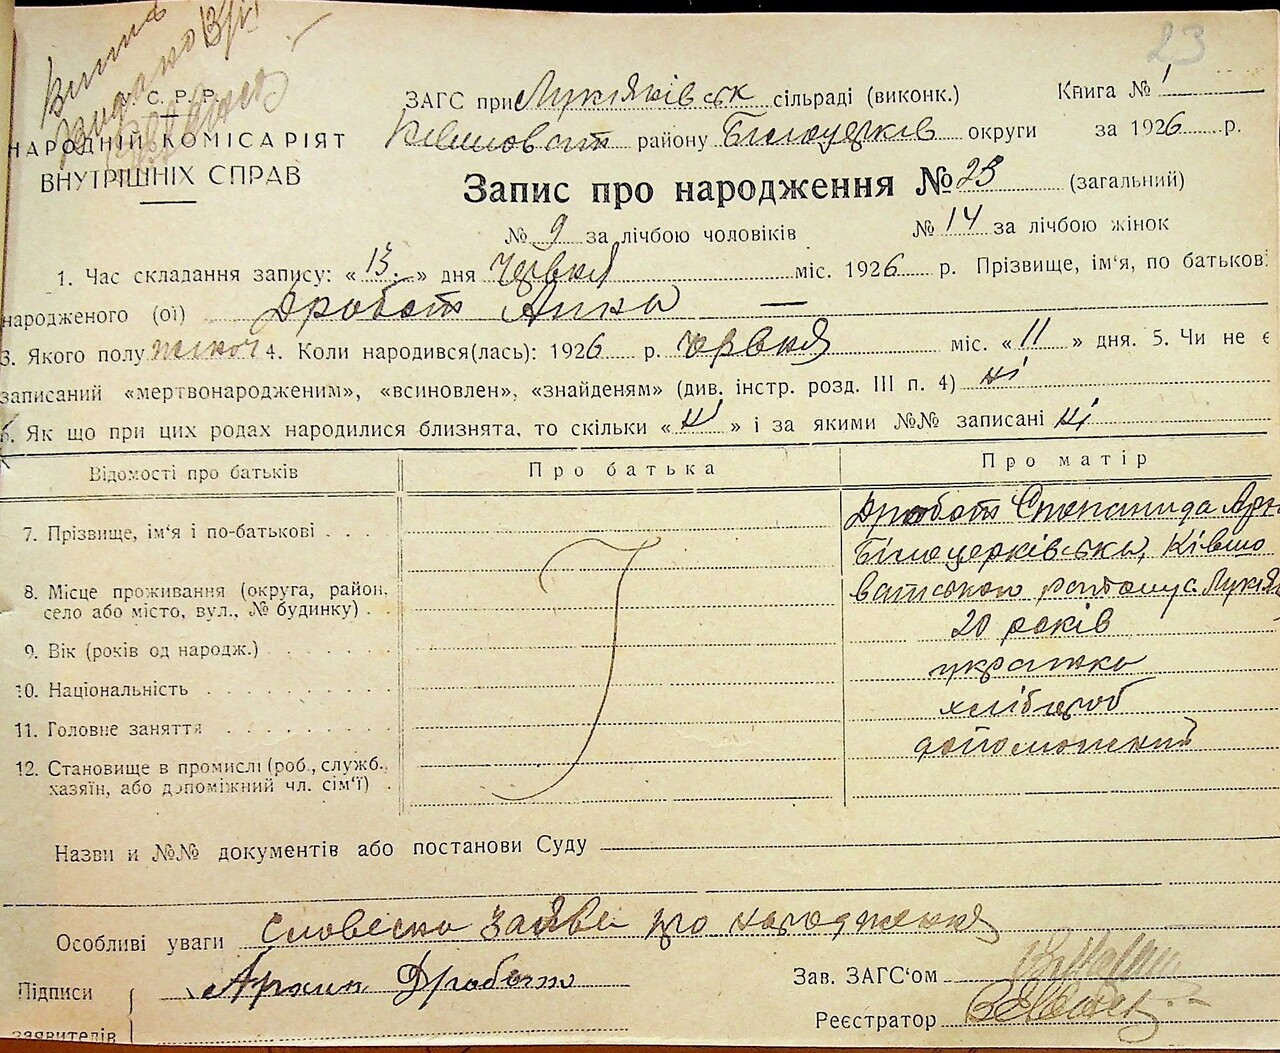 23
С. Р. Р.
ЗАГС при Лукіянівськ сільраді (виконк.) Книга № 1
НАРОДНІЙ КОМІСАРІЯТ
району Білоцерків округи за 1926 р.
ВНУТРІШНІХ СПРАВ
Запис про народження № 23 (загальний)
№ 9 за лічбою чоловіків № 14 за лічбою жінок
1. Час складання запису: « 13 » дня червня міс. 1926 р. Прізвище, ім‘я, по батькові
народженого (ої) Дробот Анна —
3. Якого полу жіноч 4. Коли народився(лась): 1926 р. червня міс. « 11 » дня. 5. Чи не є
записаний «мертвонародженим», «всиновлен», «знайденям» (див. інстр. розд. III п. 4) ні
6. Як що при цих родах народилися близнята, то скільки « ні » і за якими №№ записані ні
Відомості про батьків Про батька Про матір
7. Прізвище, ім‘я і по-батькові Дробот Степанида
Білоцерківська,
8. Місце проживання (округа, район,
село або місто, вул., № будинку)
9. Вік (років од народж.) 20 років
10. Національність українка
11. Головне заняття хлібороб
12. Становище в промислі (роб., служб.,
хазяїн, або допоміжний чл. сім‘ї)
Назви и №№ документів або постанови Суду
Особліві уваги Словесна заява про народження
Підписи
заявителів
Дробот
Зав. ЗАГС‘ом
Реєстратор